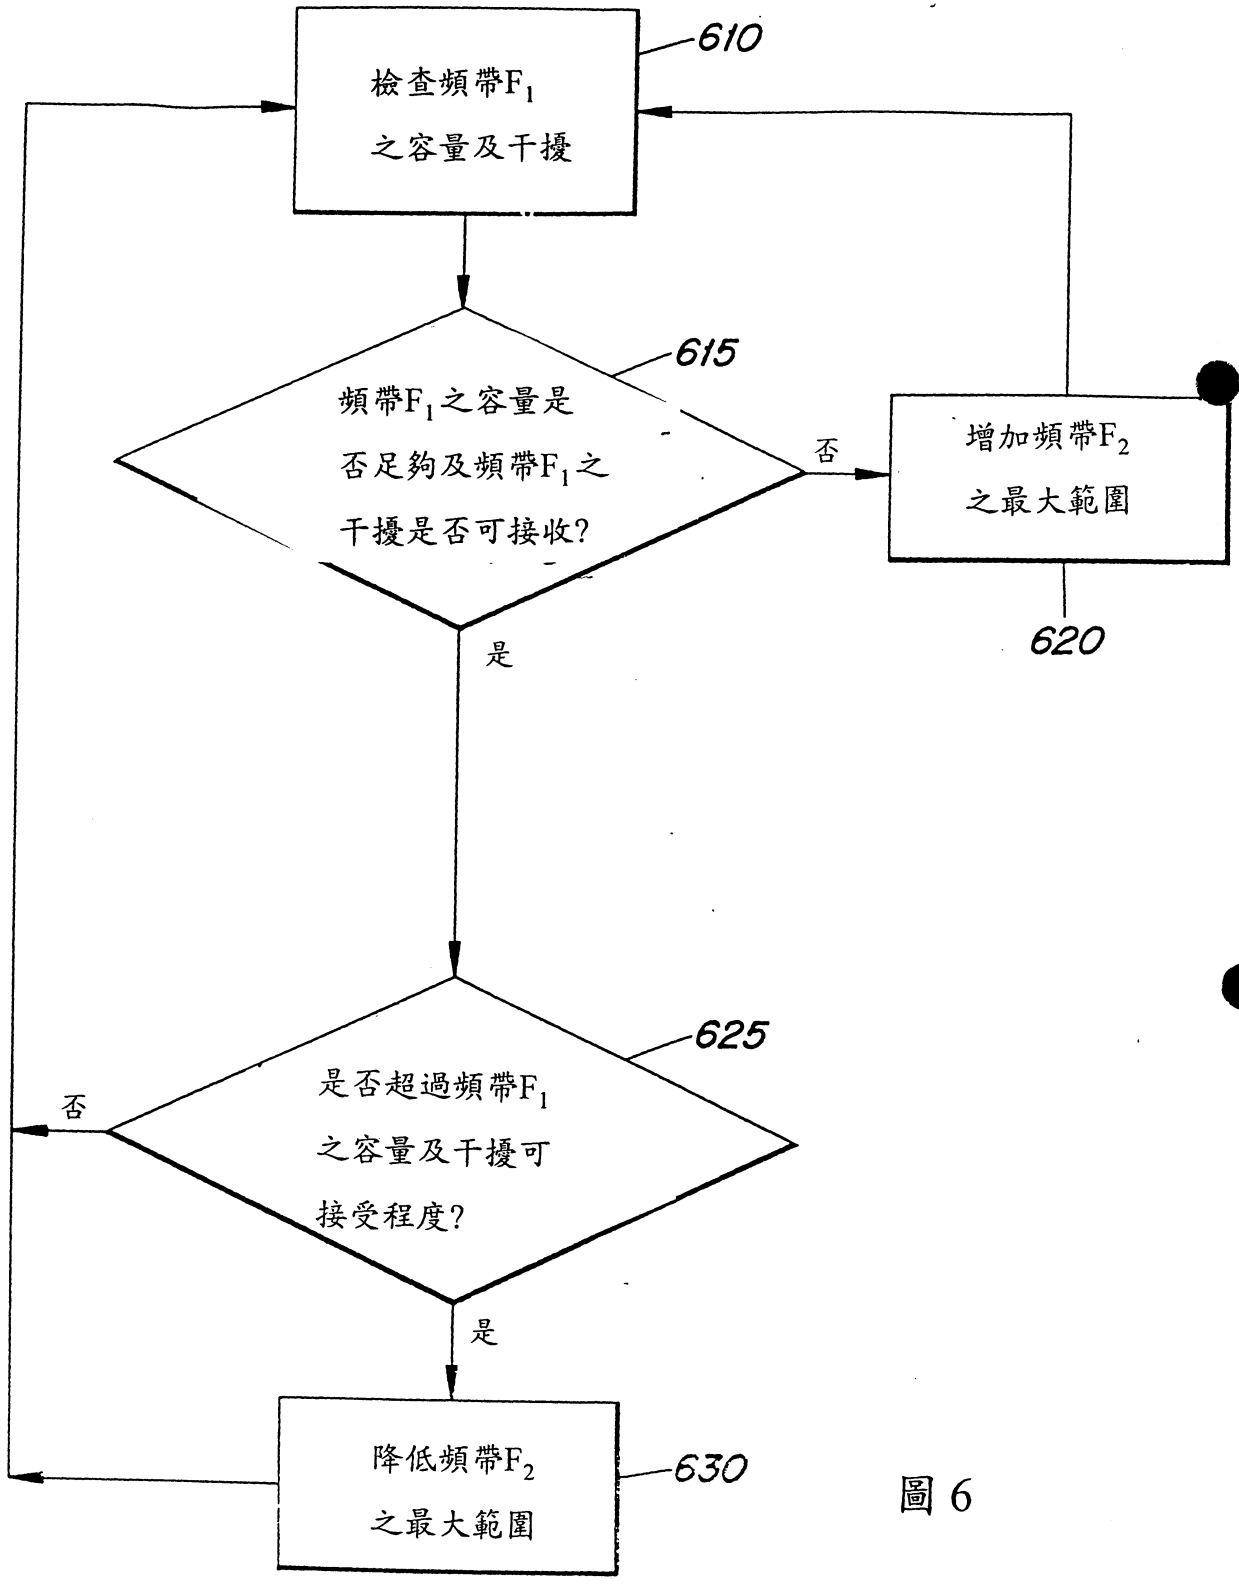 610
檢查頻帶F₁
之容量及干擾
615
頻帶F₁之容量是
否足夠及頻帶F₁之
干擾是否可接收?
否
增加頻帶F₂
之最大範圍
620
是
625
是否超過頻帶F₁
之容量及干擾可
接受程度?
否
是
降低頻帶F₂
之最大範圍
630
圖 6